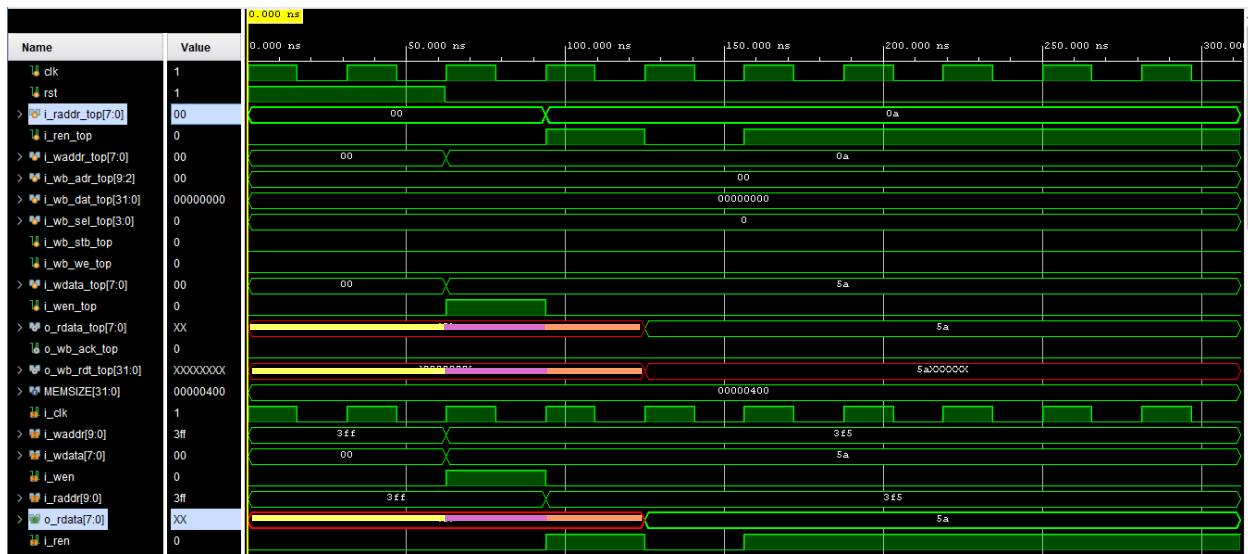 0.000 ns
Name Value 0.000 ns 50.000 ns 100.000 ns 150.000 ns 200.000 ns 250.000 ns 300.00
clk 1
rst 1
i_raddr_top[7:0] 00 00 0a
i_ren_top 0
i_waddr_top[7:0] 00 00 0a
i_wb_adr_top[9:2] 00 00
i_wb_dat_top[31:0] 00000000 00000000
i_wb_sel_top[3:0] 0 0
i_wb_stb_top 0
i_wb_we_top 0
i_wdata_top[7:0] 00 00 5a
i_wen_top 0
o_rdata_top[7:0] XX 5a
o_wb_ack_top 0
o_wb_rdt_top[31:0] XXXXXXXX 5aXXXXXX
MEMSIZE[31:0] 00000400 00000400
i_clk 1
i_waddr[9:0] 3ff 3ff 3f5
i_wdata[7:0] 00 00 5a
i_wen 0
i_raddr[9:0] 3ff 3ff 3f5
o_rdata[7:0] XX 5a
i_ren 0